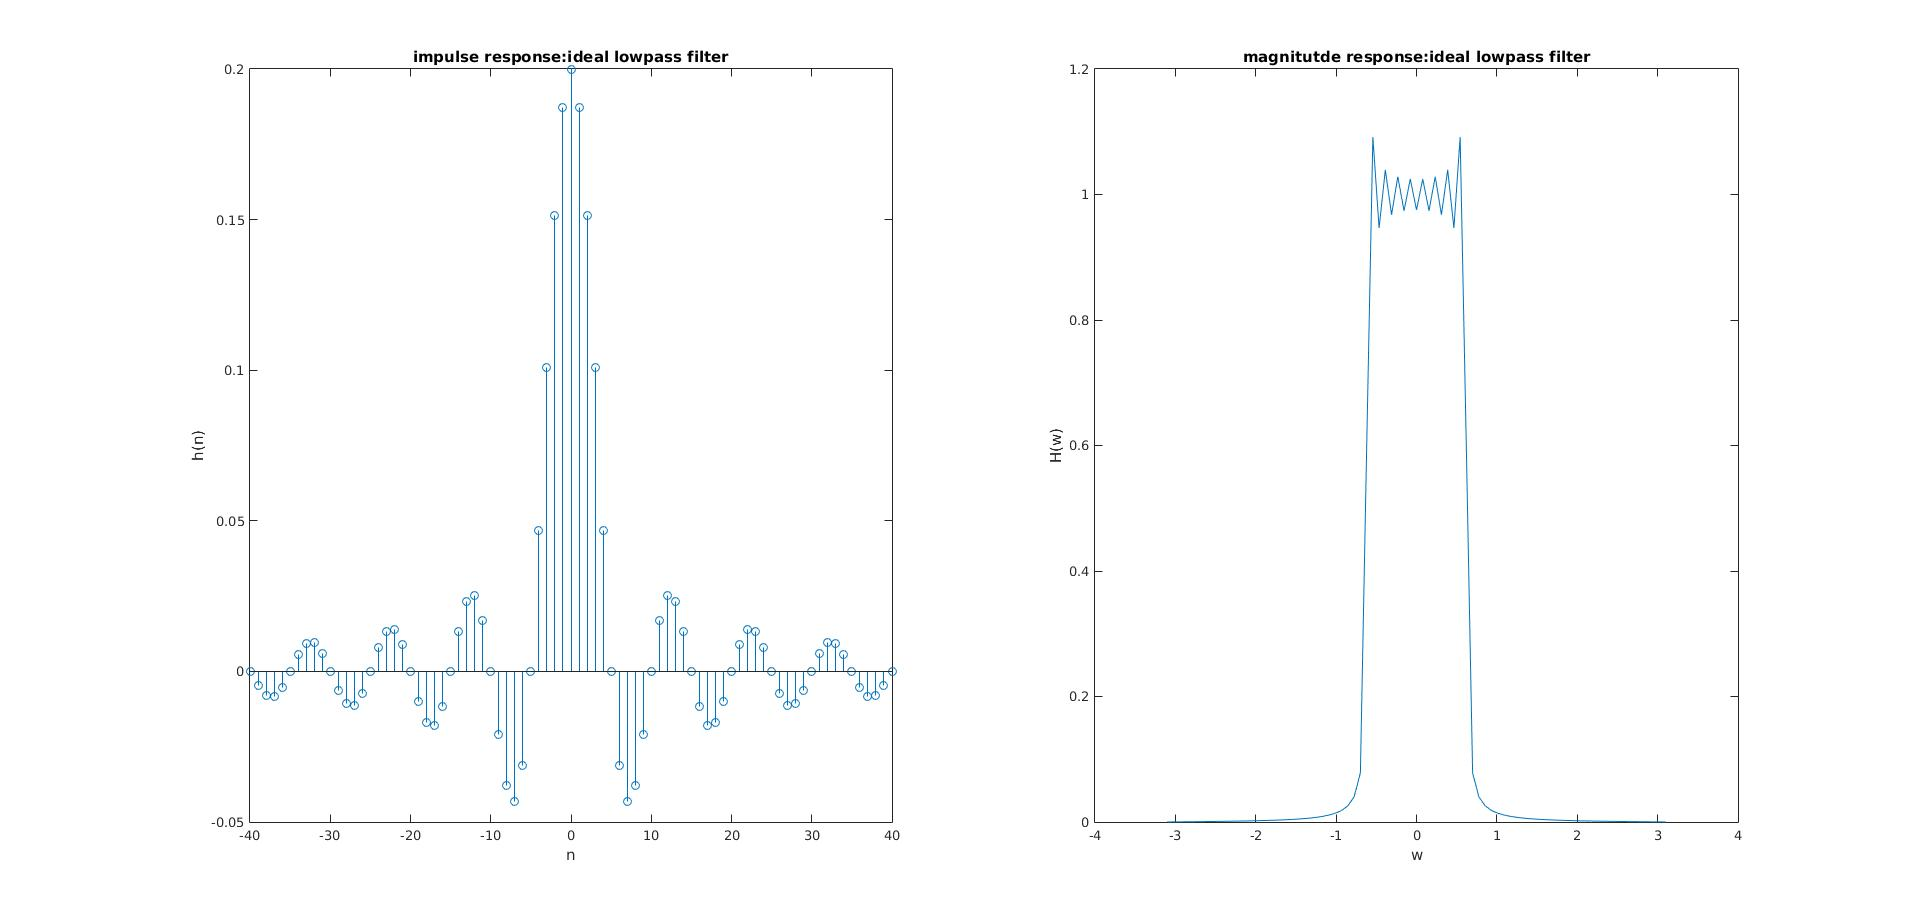 impulse response:ideal lowpass filter
0.2
0.15
0.1
0.05
0
-0.05
-40 -30 -20 -10 0 10 20 30 40
h(n)
n
magnitutde response:ideal lowpass filter
1.2
1
0.8
0.6
0.4
0.2
0
-4 -3 -2 -1 0 1 2 3 4
H(w)
w